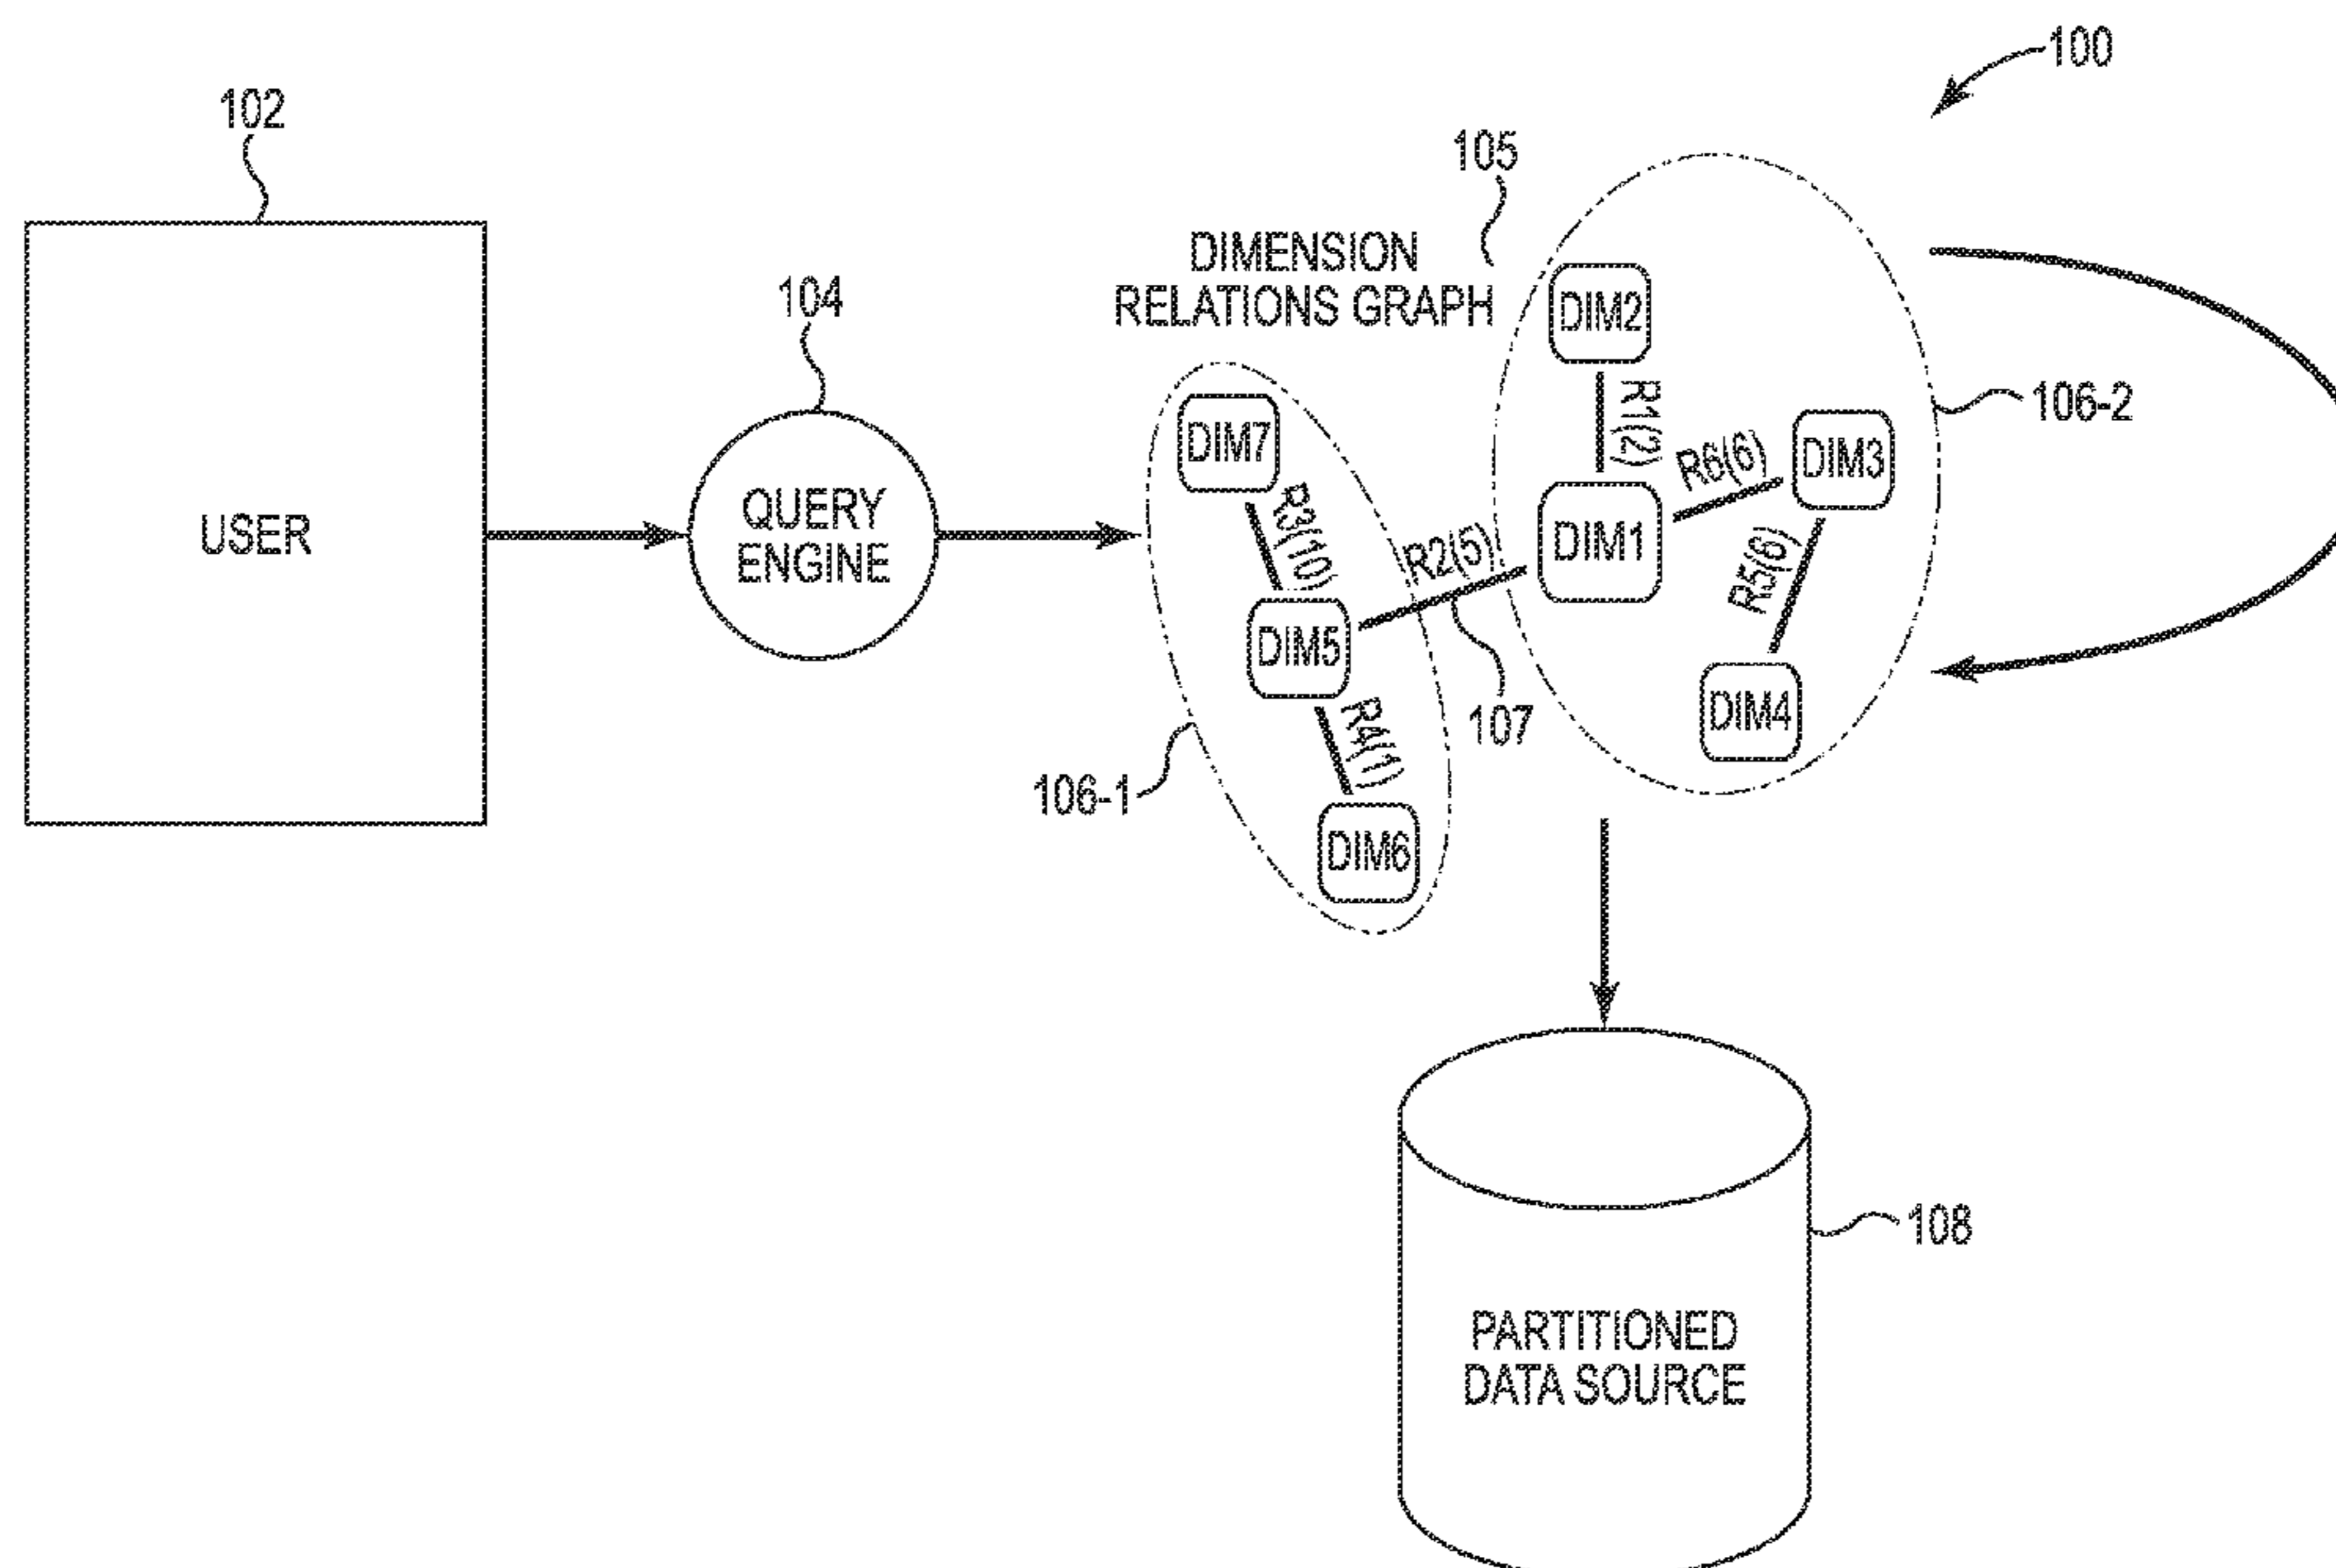 100
102
105
DIMENSION
RELATIONS GRAPH
104
DIM2
106-2
R1(2)
DIM7
R6(6)
DIM3
USER
QUERY
ENGINE
R3(10)
R2(5)
DIM1
R5(6)
DIM5
107
DIM4
R4(1)
106-1
DIM6
108
PARTITIONED
DATA SOURCE